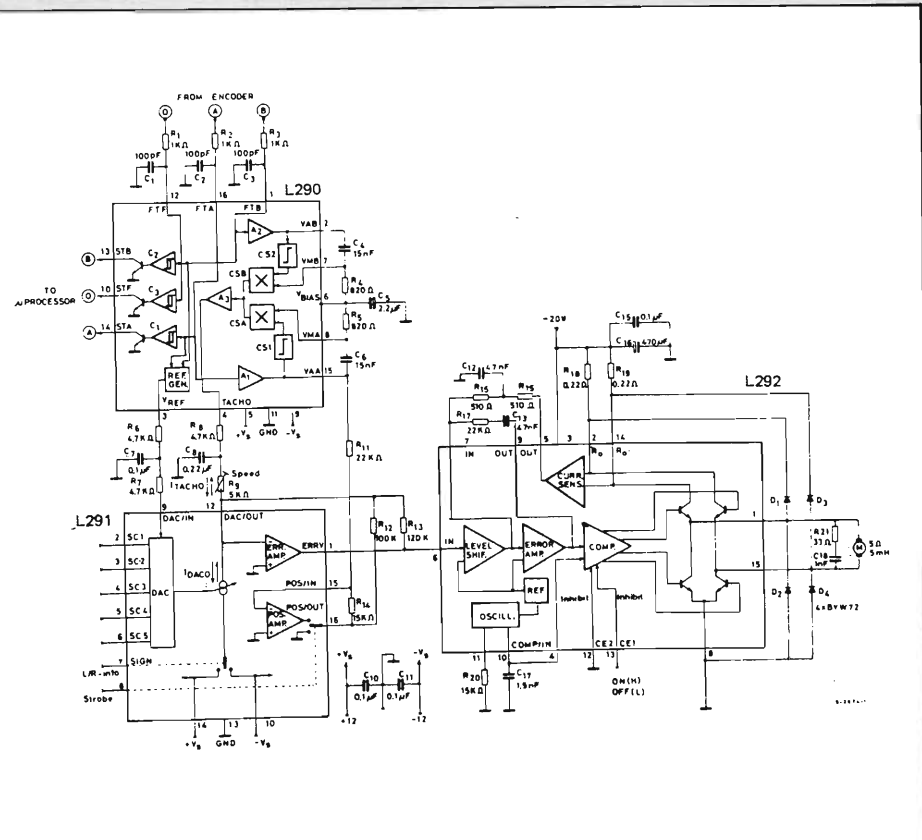 FROM ENCODER
O A B
R1 1KΩ
R2 1KΩ
R3 1KΩ
100pF C1
100pF C2
100pF C3
12 16 1 L290
FTF FTA FTB
A2 VAB 2
C4 15nF
CS2
13 STB C2
B
CSB VMB 7
R4 820Ω
TO
μPROCESSOR
10 STF C3
O
A3 VBIAS 6
C5 2.2μF
R5 820Ω
14 STA C1
A
CSA VMA 8
CS1
C6 15nF
REF. GEN.
A1 VAA 15
VREF TACHO
3 4 5 11 9
+Vs GND -Vs
R6 4.7KΩ
R8 4.7KΩ
C7 0.1μF
C8 0.22μF
R7 4.7KΩ
ITACHO
Speed
R9 5KΩ
R11 22KΩ
L291
9 12
DAC/IN DAC/OUT
R12 100K
R13 120K
2 SC1
3 SC2
4 SC3
5 SC4
6 SC5
DAC
IDACO
ERR. AMP.
ERRV 1
POS/IN 15
POS. AMP.
POS/OUT 16
R14 15KΩ
7 SIGN
L/R-info
8
Strobe
14 13 10
+Vs GND -Vs
+Vs -Vs
C10 0.1μF
C11 0.1μF
+12 -12
-20V
C15 0.1μF
C16 470μF
R18 0.22Ω
R19 0.22Ω
L292
C12 47nF
R15 510Ω
R16 510Ω
R17 22KΩ
C13 47nF
7 9 5 3 2 14
IN OUT OUT Ro Ro
CURR. SENS.
IN
6
LEVEL SHIF.
ERROR AMP.
COMP.
REF
OSCILL.
Inhibit Inhibit
COMP/IN CE2 CE1
11 10 4 12 13 8
R20 15KΩ
C17 1.5nF
ON(H)
OFF(L)
1
15
D1 D3
D2 D4
R21 33Ω
C18 1nF
M
5Ω
5mH
4×BYW72